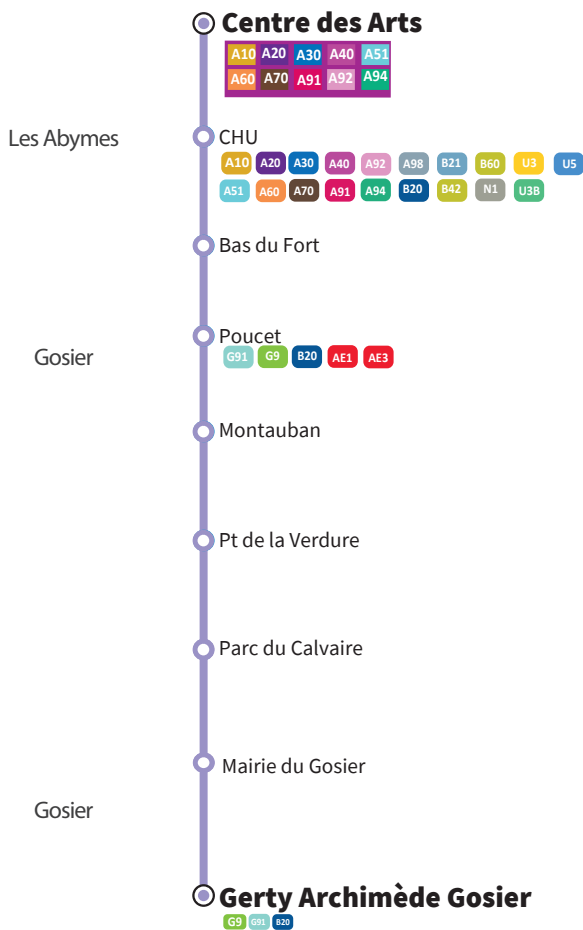 Centre des Arts
A10 A20 A30 A40 A51
A60 A70 A91 A92 A94
Les Abymes
CHU
A10 A20 A30 A40 A92 A98 B21 B60 U3 U5
A51 A60 A70 A91 A94 B20 B42 N1 U3B
Bas du Fort
Poucet
Gosier
G91 G9 B20 AE1 AE3
Montauban
Pt de la Verdure
Parc du Calvaire
Mairie du Gosier
Gosier
Gerty Archimède Gosier
G9 G91 B20